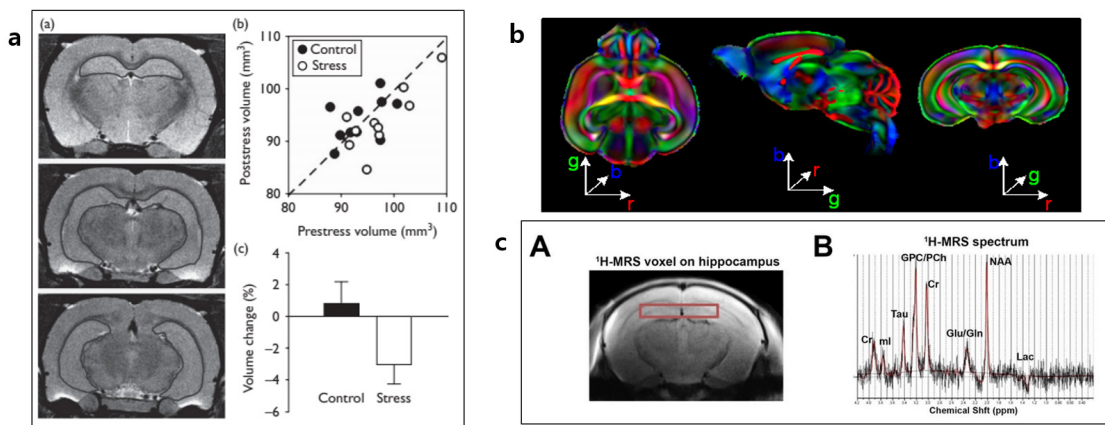 a
(a)
(b)
Poststress volume (mm³)
110
100
90
80
Control
Stress
80 90 100 110
Prestress volume (mm³)
(c)
Volume change (%)
4
2
0
−2
−4
−6
Control Stress
b
g
b
r
b
r
g
b
g
r
c
A
¹H-MRS voxel on hippocampus
B
¹H-MRS spectrum
GPC/PCh
NAA
Cr
Tau
Glu/Gln
Cr
mI
Lac
Chemical Shft (ppm)